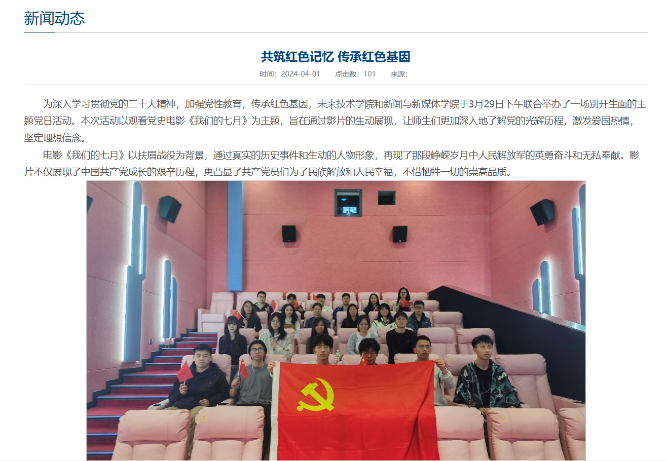 新闻动态
共筑红色记忆 传承红色基因
时间：2024-04-01 点击数：101 来源：
为深入学习贯彻党的二十大精神，加强党性教育，传承红色基因，未来技术学院和新闻与新媒体学院于3月29日下午联合举办了一场别开生面的主
题党日活动。本次活动以观看党史电影《我们的七月》为主题，旨在通过影片的生动展现，让师生们更加深入地了解党的光辉历程，激发爱国热情，
坚定理想信念。
电影《我们的七月》以扶眉战役为背景，通过真实的历史事件和生动的人物形象，再现了那段峥嵘岁月中人民解放军的英勇奋斗和无私奉献。影
片不仅展现了中国共产党成长的艰辛历程，更凸显了共产党员们为了民族解放和人民幸福，不惜牺牲一切的崇高品质。